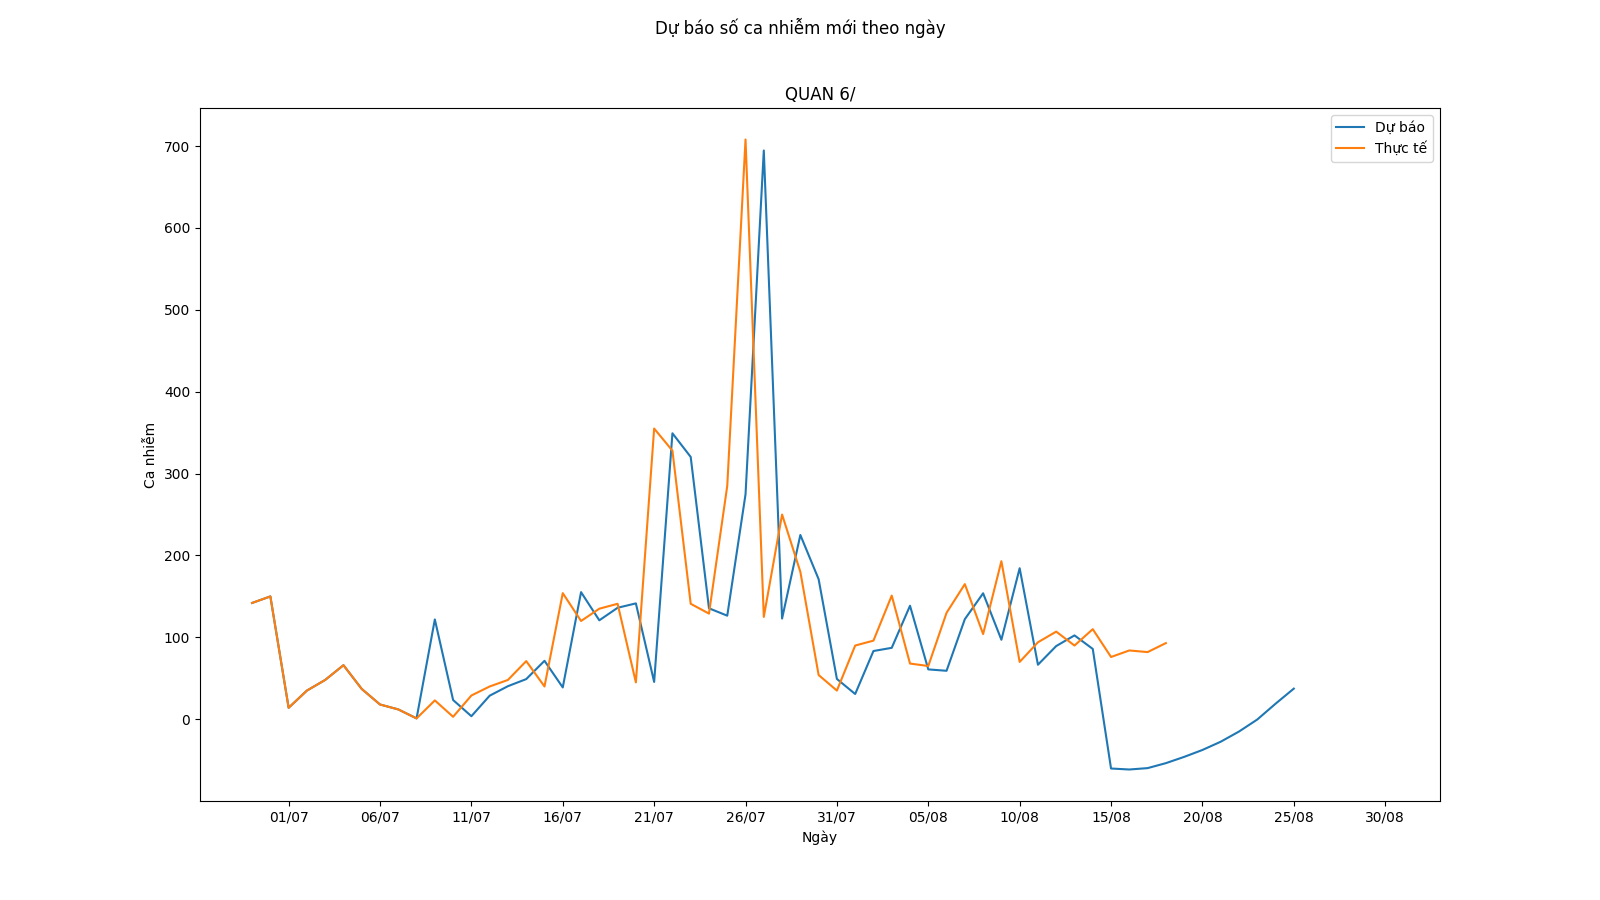 Dự báo số ca nhiễm mới theo ngày
QUAN 6/
Dự báo
Thực tế
700
600
500
400
300
200
100
0
Ca nhiễm
01/07 06/07 11/07 16/07 21/07 26/07 31/07 05/08 10/08 15/08 20/08 25/08 30/08
Ngày